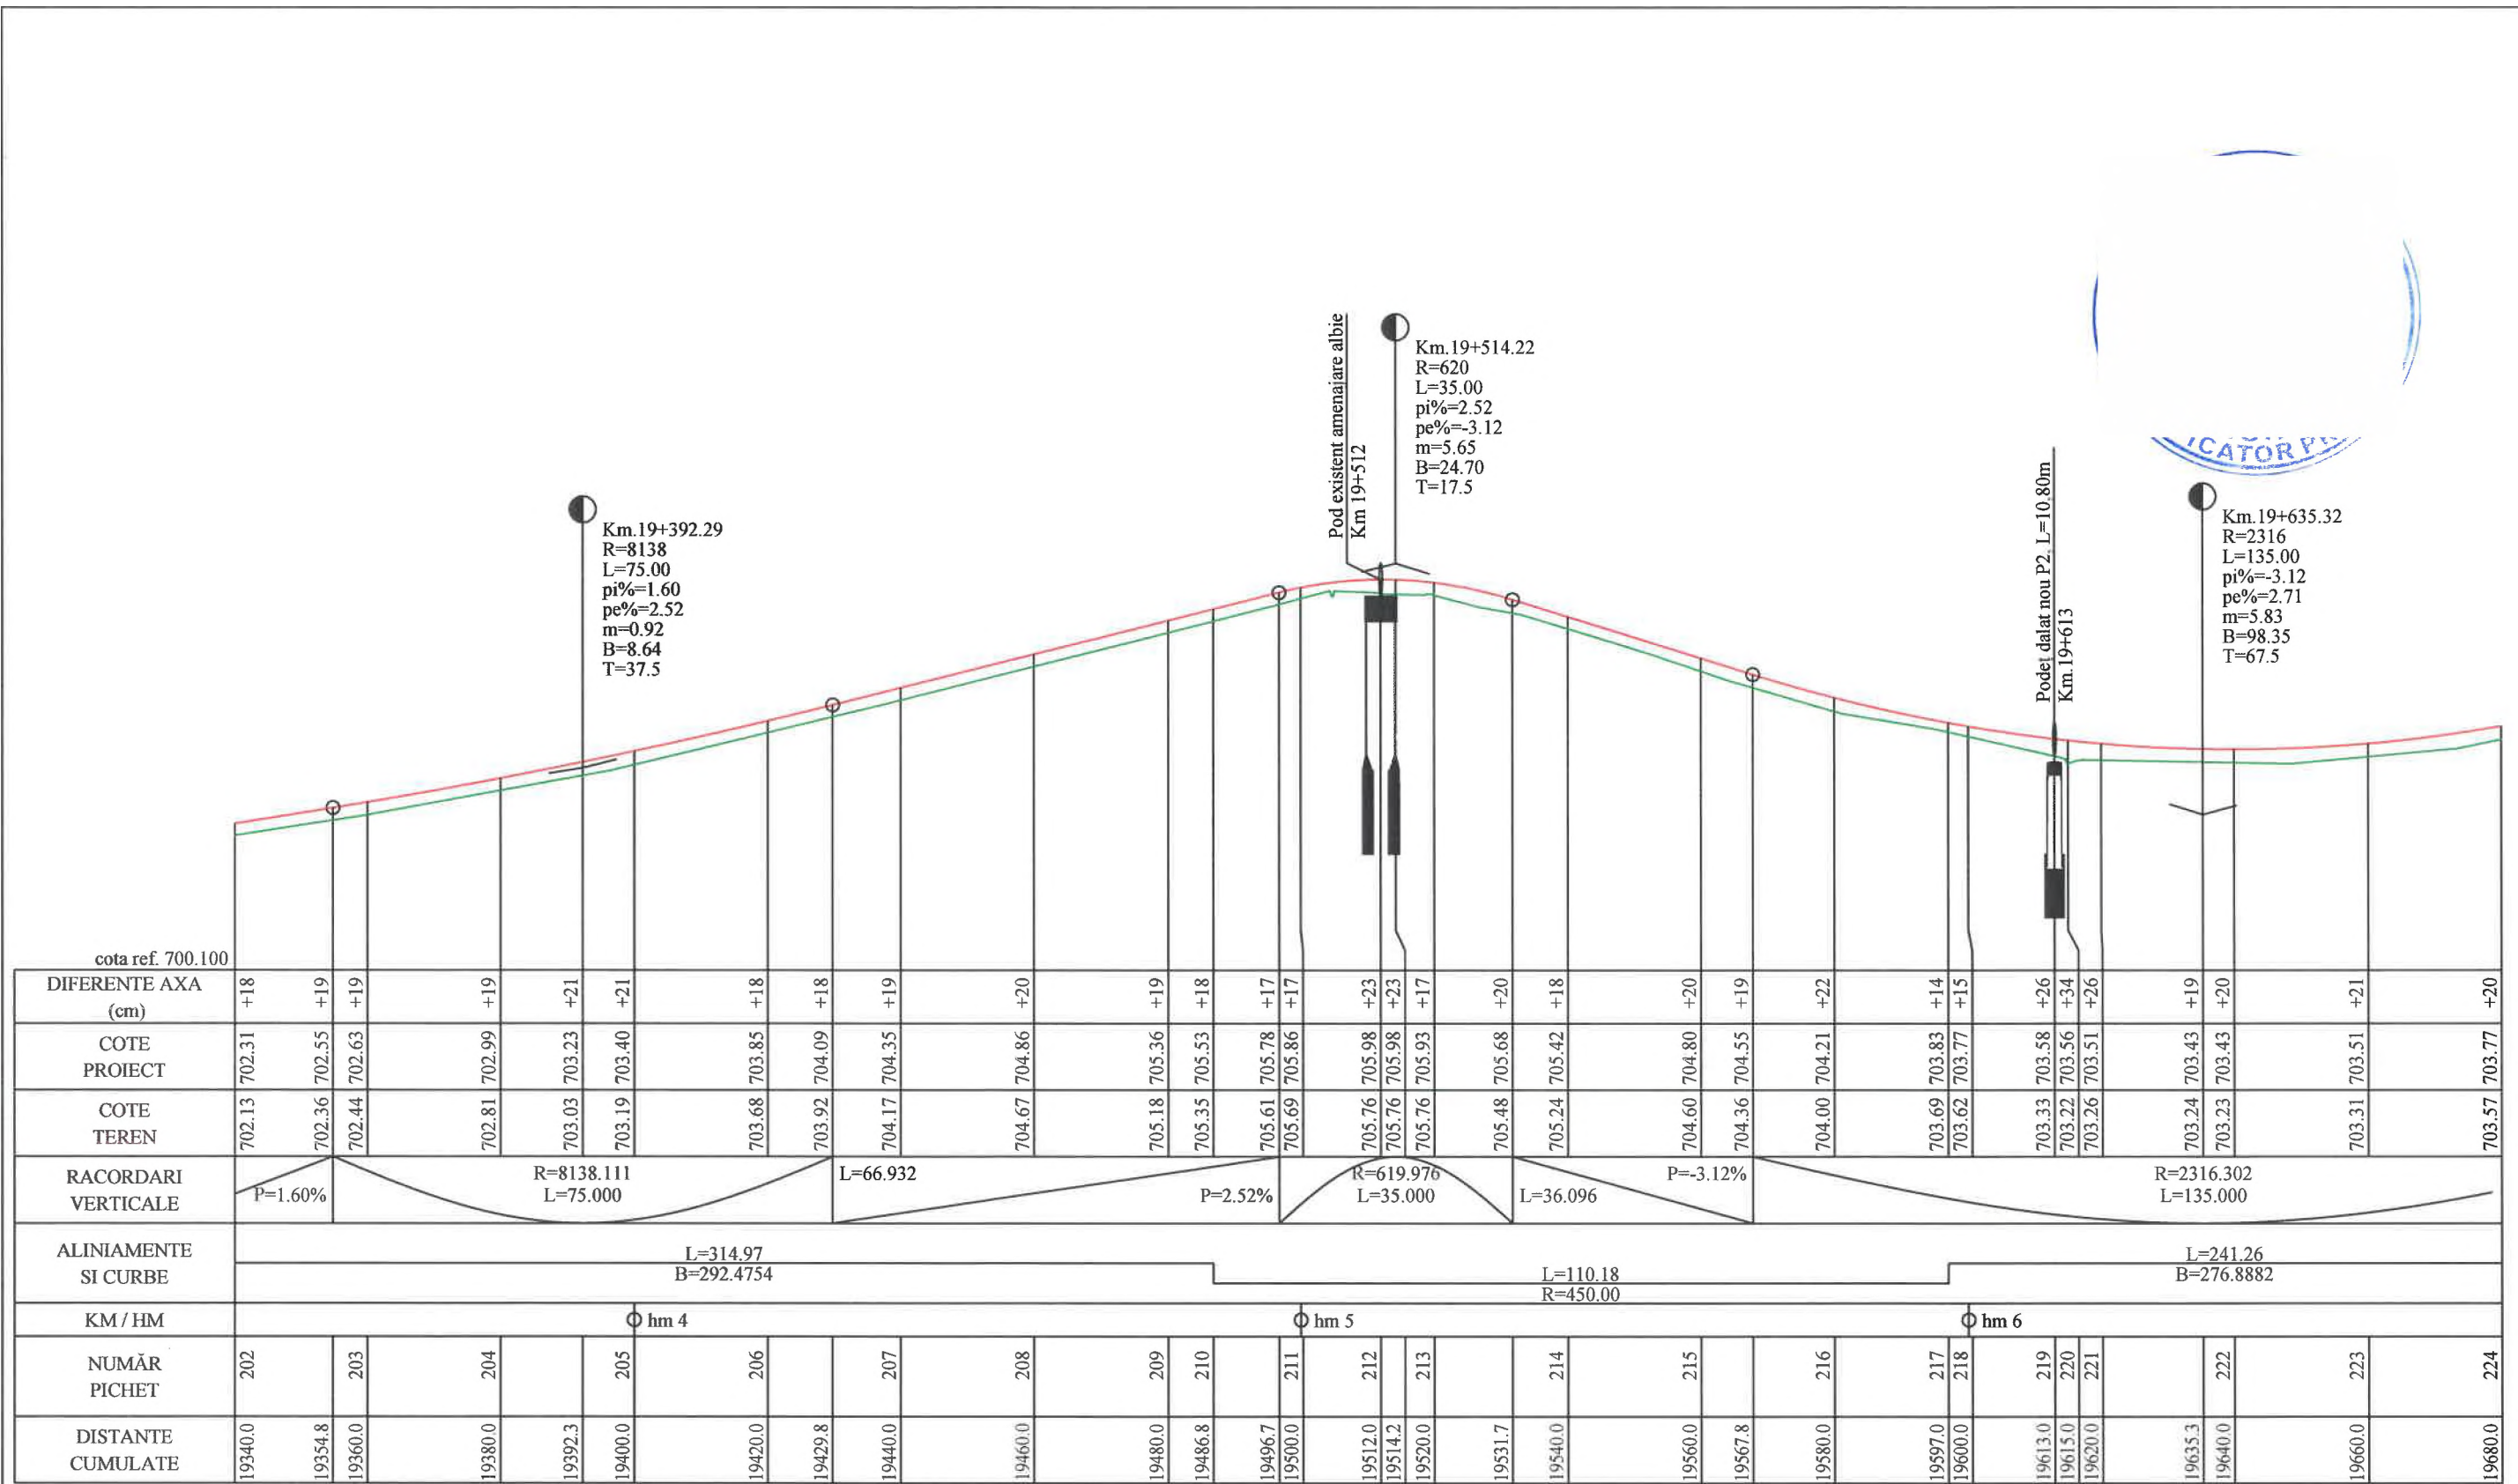 Km.19+392.29
R=8138
L=75.00
pi%=1.60
pe%=2.52
m=0.92
B=8.64
T=37.5
Pod existent amenajare albie
Km 19+512
Km.19+514.22
R=620
L=35.00
pi%=2.52
pe%=-3.12
m=5.65
B=24.70
T=17.5
Podet dalat nou P2, L=10,80m
Km.19+613
CATOR
Km.19+635.32
R=2316
L=135.00
pi%=-3.12
pe%=2.71
m=5.83
B=98.35
T=67.5
cota ref. 700.100
DIFERENTE AXA
(cm)
+18 +19 +19 +19 +21 +21 +18 +18 +19 +20 +19 +18 +17 +17 +23 +23 +17 +20 +18 +20 +19 +22 +14 +15 +26 +34 +26 +19 +20 +21 +20
COTE
PROIECT
702.31 702.55 702.63 702.99 703.23 703.40 703.85 704.09 704.35 704.86 705.36 705.53 705.78 705.86 705.98 705.98 705.93 705.68 705.42 704.80 704.55 704.21 703.83 703.77 703.58 703.56 703.51 703.43 703.43 703.51 703.77
COTE
TEREN
702.13 702.36 702.44 702.81 703.03 703.19 703.68 703.92 704.17 704.67 705.18 705.35 705.61 705.69 705.76 705.76 705.76 705.48 705.24 704.60 704.36 704.00 703.69 703.62 703.33 703.22 703.26 703.24 703.23 703.31 703.57
RACORDARI
VERTICALE
P=1.60%
R=8138.111
L=75.000
L=66.932
P=2.52%
R=619.976
L=35.000
L=36.096
P=-3.12%
R=2316.302
L=135.000
ALINIAMENTE
SI CURBE
L=314.97
B=292.4754
L=110.18
R=450.00
L=241.26
B=276.8882
KM / HM
hm 4 hm 5 hm 6
NUMĂR
PICHET
202 203 204 205 206 207 208 209 210 211 212 213 214 215 216 217 218 219 220 221 222 223 224
DISTANTE
CUMULATE
19340.0 19354.8 19360.0 19380.0 19392.3 19400.0 19420.0 19429.8 19440.0 19460.0 19480.0 19486.8 19496.7 19500.0 19512.0 19514.2 19520.0 19531.7 19540.0 19560.0 19567.8 19580.0 19597.0 19600.0 19613.0 19615.0 19620.0 19635.3 19640.0 19660.0 19680.0